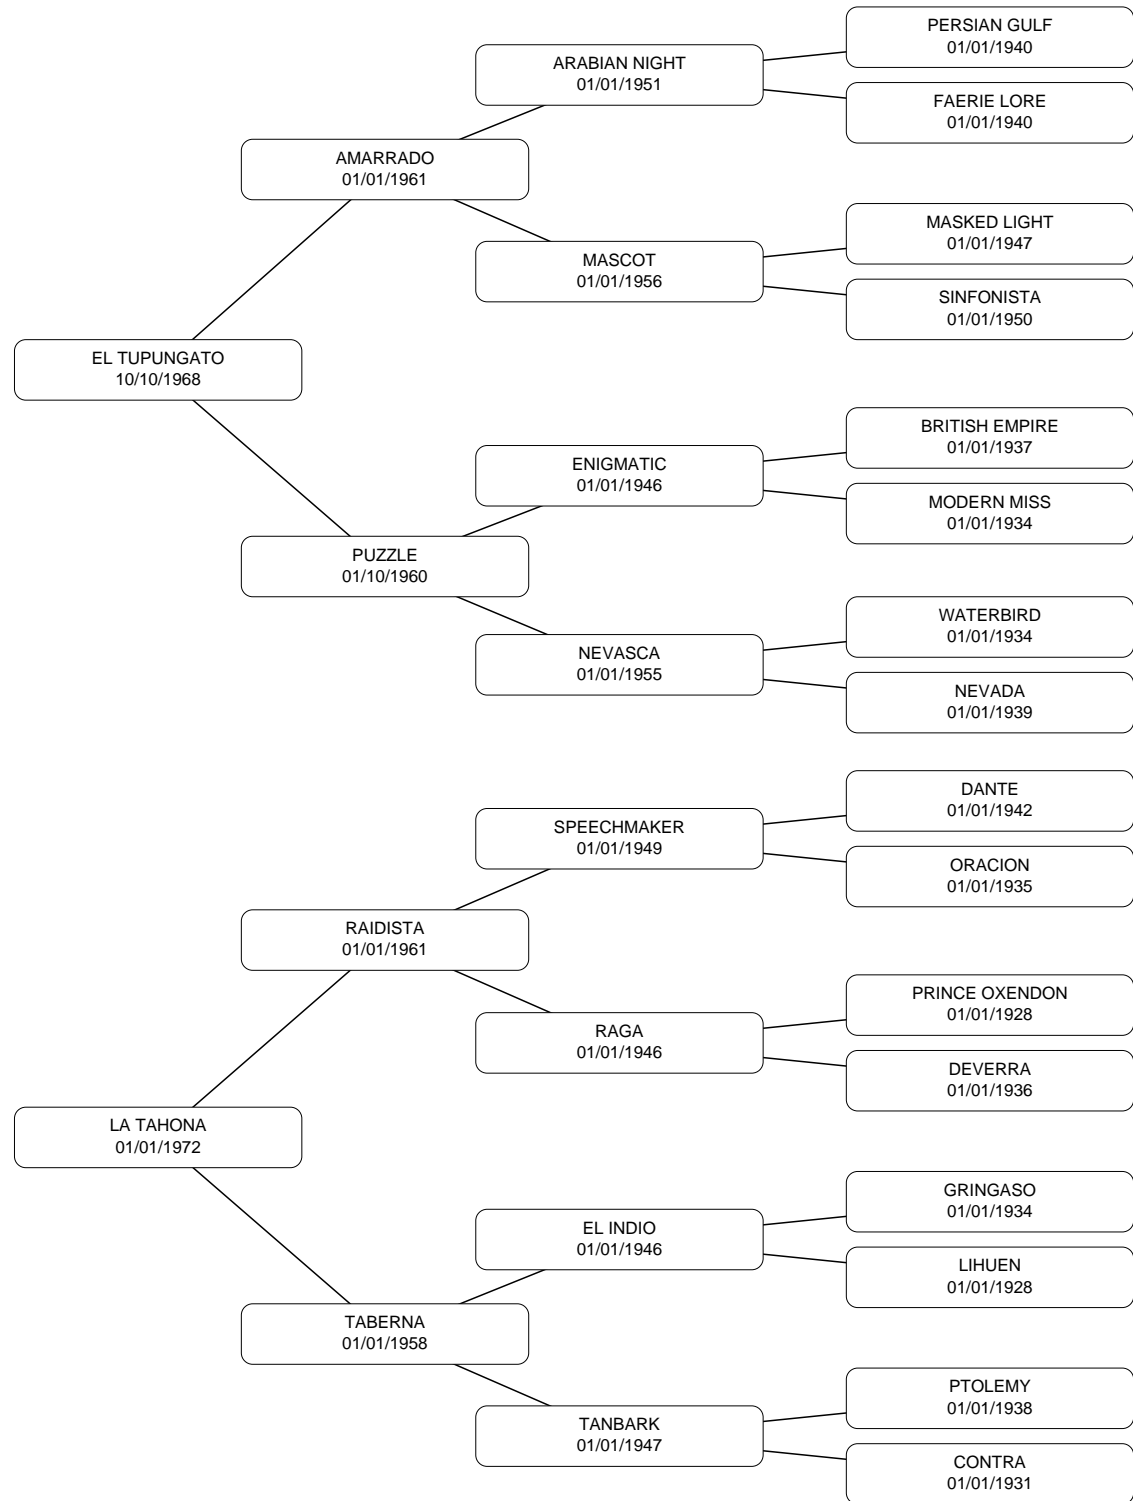 PERSIAN GULF
01/01/1940
ARABIAN NIGHT
01/01/1951
FAERIE LORE
01/01/1940
AMARRADO
01/01/1961
MASKED LIGHT
01/01/1947
MASCOT
01/01/1956
SINFONISTA
01/01/1950
EL TUPUNGATO
10/10/1968
BRITISH EMPIRE
01/01/1937
ENIGMATIC
01/01/1946
MODERN MISS
01/01/1934
PUZZLE
01/10/1960
WATERBIRD
01/01/1934
NEVASCA
01/01/1955
NEVADA
01/01/1939
DANTE
01/01/1942
SPEECHMAKER
01/01/1949
ORACION
01/01/1935
RAIDISTA
01/01/1961
PRINCE OXENDON
01/01/1928
RAGA
01/01/1946
DEVERRA
01/01/1936
LA TAHONA
01/01/1972
GRINGASO
01/01/1934
EL INDIO
01/01/1946
LIHUEN
01/01/1928
TABERNA
01/01/1958
PTOLEMY
01/01/1938
TANBARK
01/01/1947
CONTRA
01/01/1931